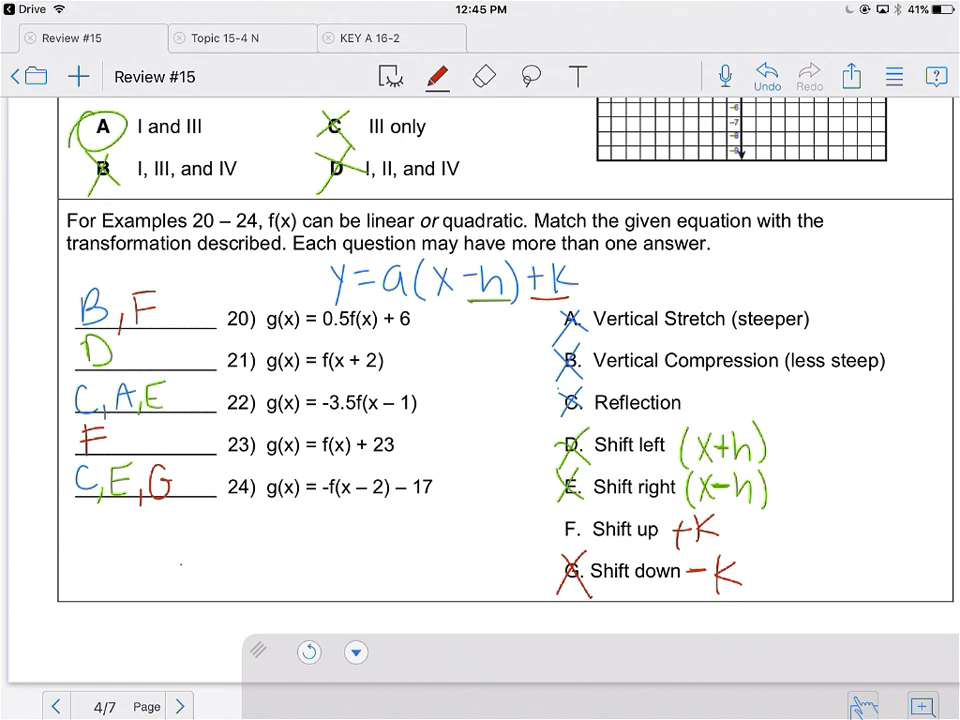 Drive 12:45 PM 41%
Review #15 Topic 15-4 N KEY A 16-2
Review #15 T Undo Redo ?
-6
-7
-8
-9
A I and III C III only
B I, III, and IV D I, II, and IV
For Examples 20 – 24, f(x) can be linear or quadratic. Match the given equation with the
transformation described. Each question may have more than one answer.
y = a(x - h) + k
B, F 20) g(x) = 0.5f(x) + 6 A. Vertical Stretch (steeper)
D 21) g(x) = f(x + 2) B. Vertical Compression (less steep)
C, A, E 22) g(x) = -3.5f(x – 1) C. Reflection
F 23) g(x) = f(x) + 23 D. Shift left (x+h)
C, E, G 24) g(x) = -f(x – 2) – 17 E. Shift right (x-h)
F. Shift up +K
G. Shift down -K
4/7 Page